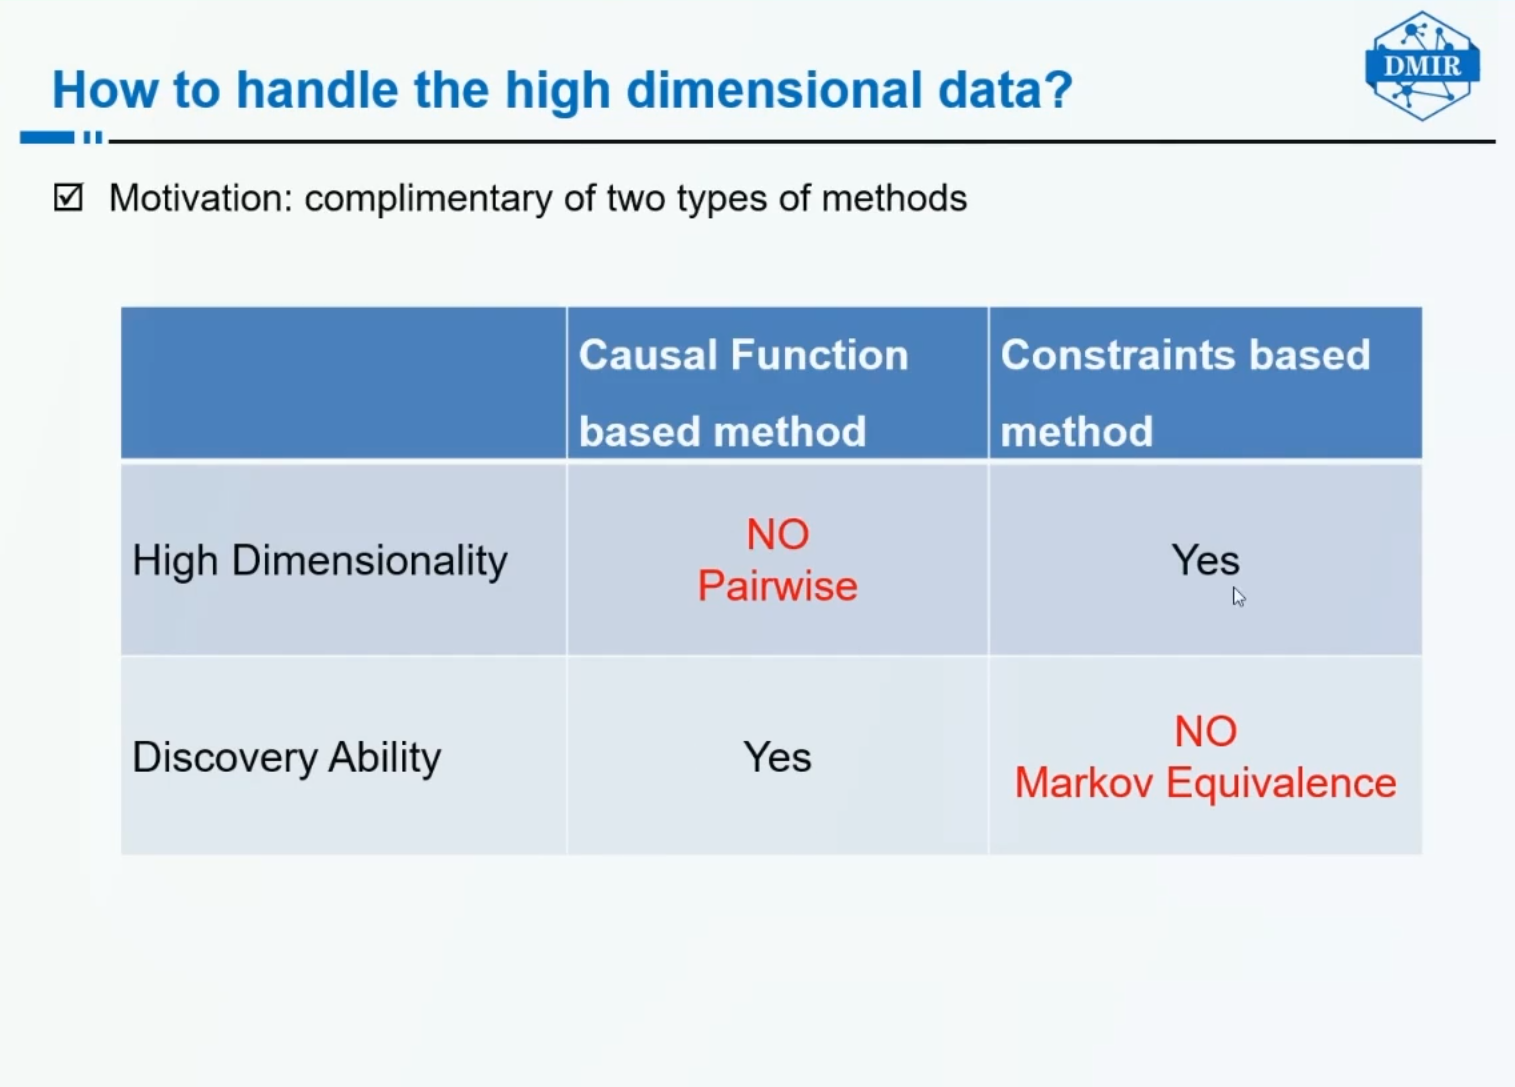 How to handle the high dimensional data?
DMIR
Motivation: complimentary of two types of methods
Causal Function
based method
Constraints based
method
High Dimensionality
NO
Pairwise
Yes
Discovery Ability
Yes
NO
Markov Equivalence